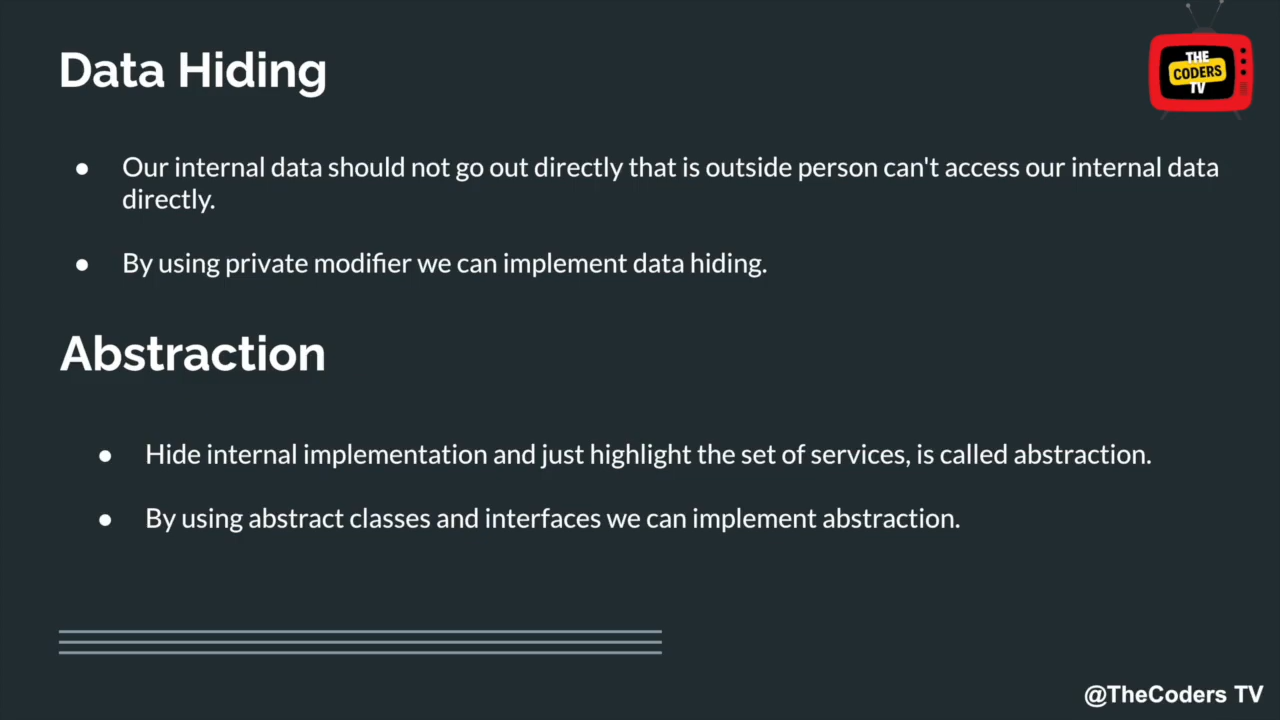 Data Hiding
THE
CODERS
TV
● Our internal data should not go out directly that is outside person can't access our internal data
directly.
● By using private modifier we can implement data hiding.
Abstraction
● Hide internal implementation and just highlight the set of services, is called abstraction.
● By using abstract classes and interfaces we can implement abstraction.
@TheCoders TV